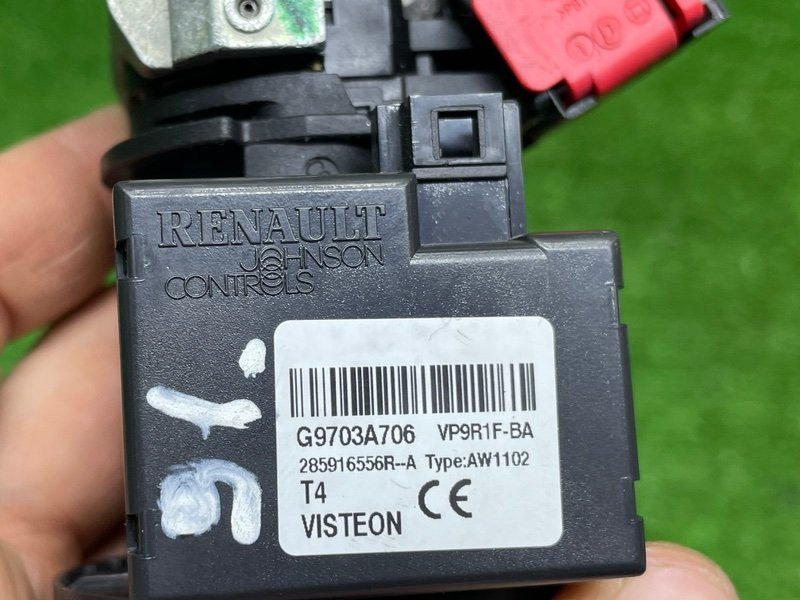 RENAULT
JOHNSON
CONTROLS
G9703A706 VP9R1F-BA
285916556R--A Type:AW1102
T4 CE
VISTEON